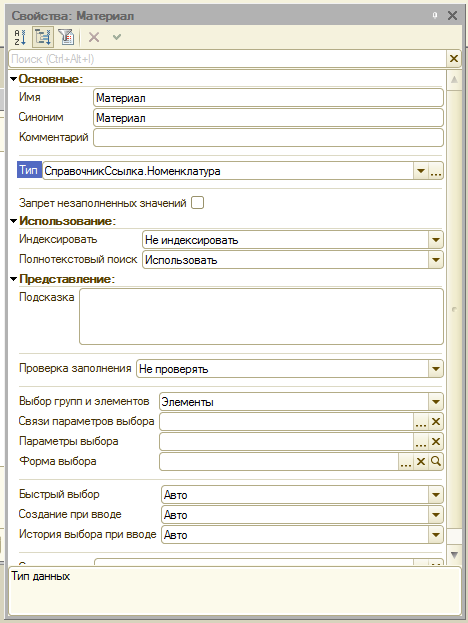 Свойства: Материал
Поиск (Ctrl+Alt+I)
Основные:
Имя Материал
Синоним Материал
Комментарий
Тип СправочникСсылка.Номенклатура
Запрет незаполненных значений
Использование:
Индексировать Не индексировать
Полнотекстовый поиск Использовать
Представление:
Подсказка
Проверка заполнения Не проверять
Выбор групп и элементов Элементы
Связи параметров выбора
Параметры выбора
Форма выбора
Быстрый выбор Авто
Создание при вводе Авто
История выбора при вводе Авто
Тип данных